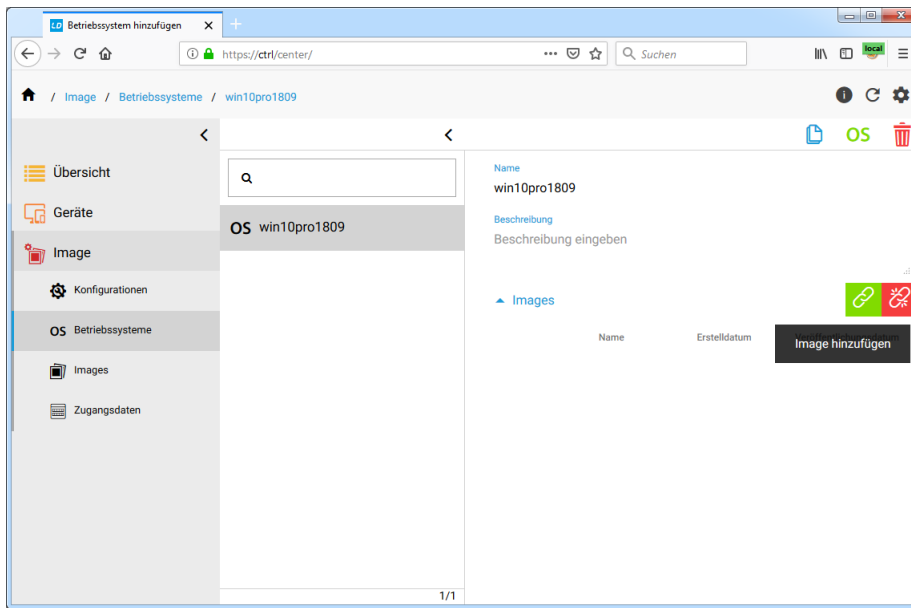 LD Betriebssystem hinzufügen
https://ctrl/center/
Suchen
local
/ Image / Betriebssysteme / win10pro1809
OS
Übersicht
Geräte
Image
Konfigurationen
OS Betriebssysteme
Images
Zugangsdaten
OS win10pro1809
1/1
Name
win10pro1809
Beschreibung
Beschreibung eingeben
Images
Name Erstelldatum
Image hinzufügen